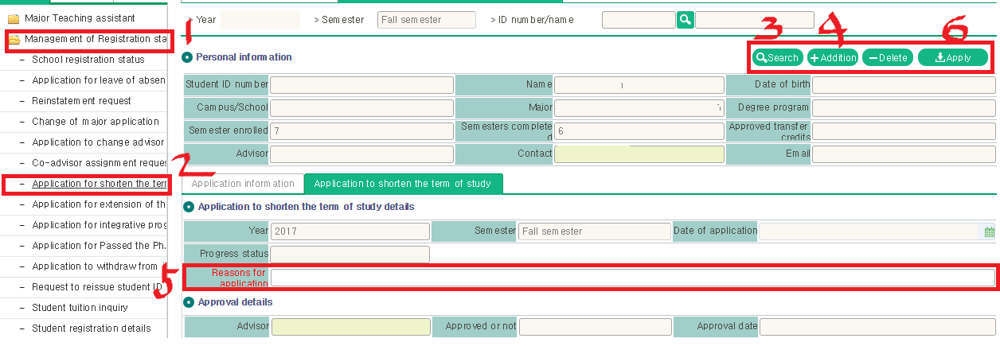 Major Teaching assistant
Management of Registration sta
School registration status
Application for leave of absen
Reinstatement request
Change of major application
Application to change advisor
Co-advisor assignment reques
Application for shorten the term
Application for extension of th
Application for integrative prog
Application for Passed the Ph.
Application to withdraw from
Request to reissue student ID
Student tuition inquiry
Student registration details
1
2
3
4
5
6
> Year
> Semester Fall semester
> ID number/name
Personal information
Search + Addition − Delete Apply
Student ID number Name Date of birth
Campus/School Major Degree program
Semester enrolled 7 Semesters completed 6 Approved transfer credits
Advisor Contact Email
Application information Application to shorten the term of study
Application to shorten the term of study details
Year 2017 Semester Fall semester Date of application
Progress status
Reasons for
application
Approval details
Advisor Approved or not Approval date